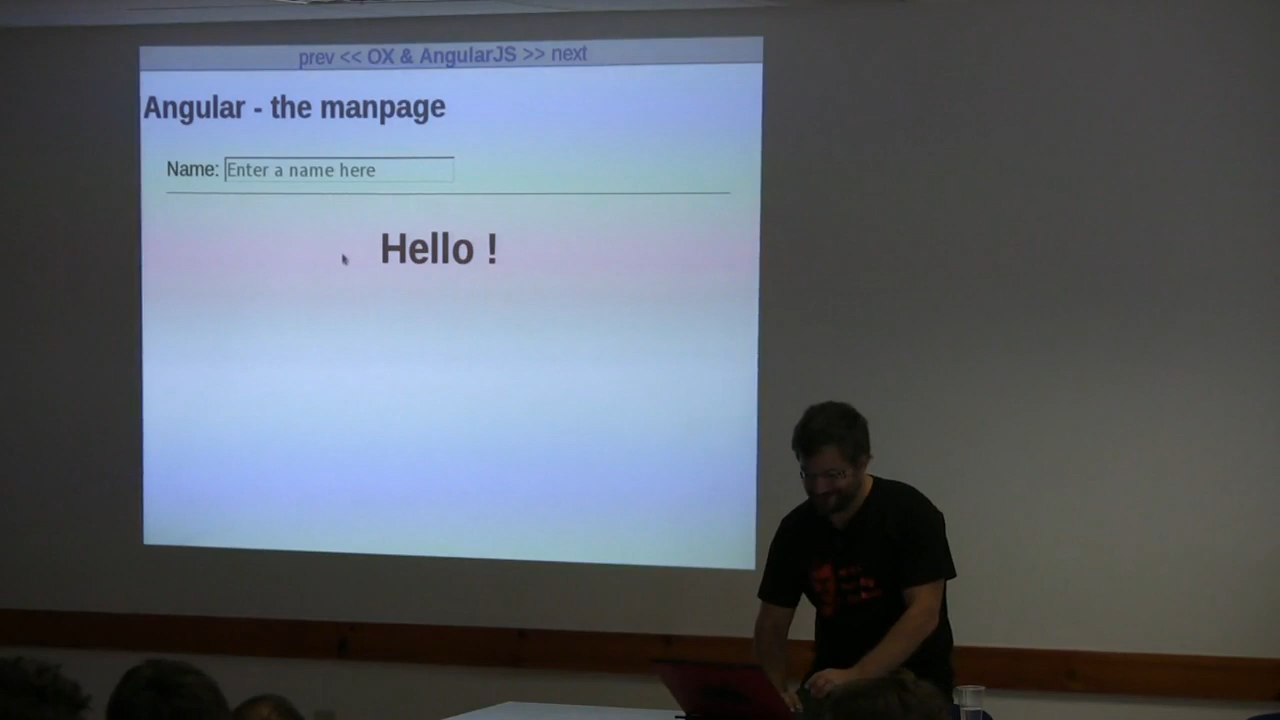 prev << OX & AngularJS >> next
Angular - the manpage
Name: Enter a name here
Hello !